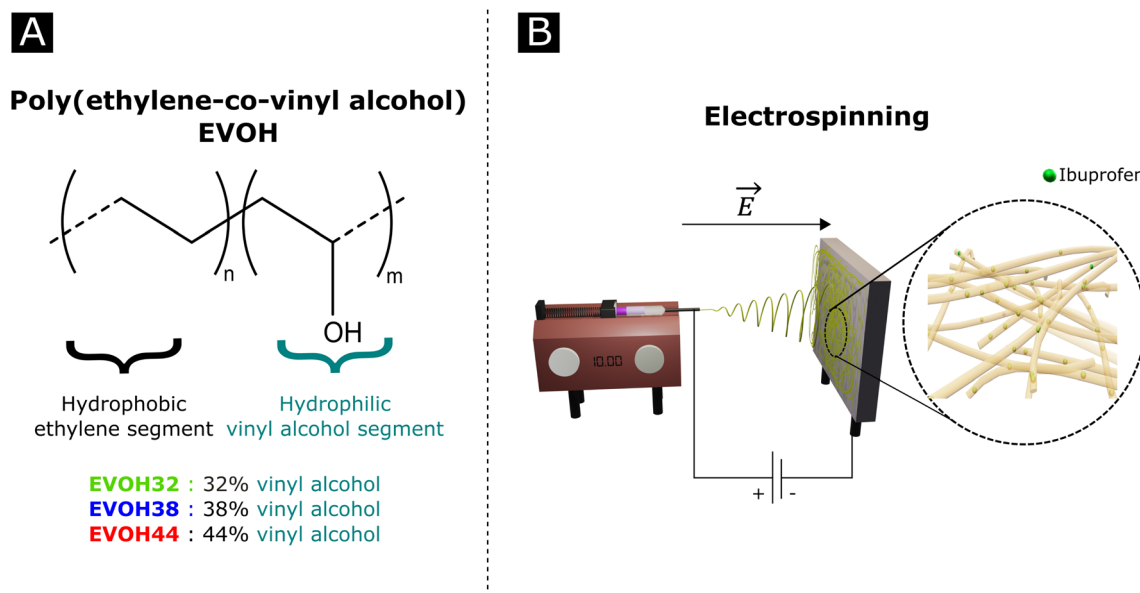 A
Poly(ethylene-co-vinyl alcohol)
EVOH
n
m
OH
Hydrophobic
ethylene segment
Hydrophilic
vinyl alcohol segment
EVOH32 : 32% vinyl alcohol
EVOH38 : 38% vinyl alcohol
EVOH44 : 44% vinyl alcohol
B
Electrospinning
Ibuprofen
E
10.00
+ -